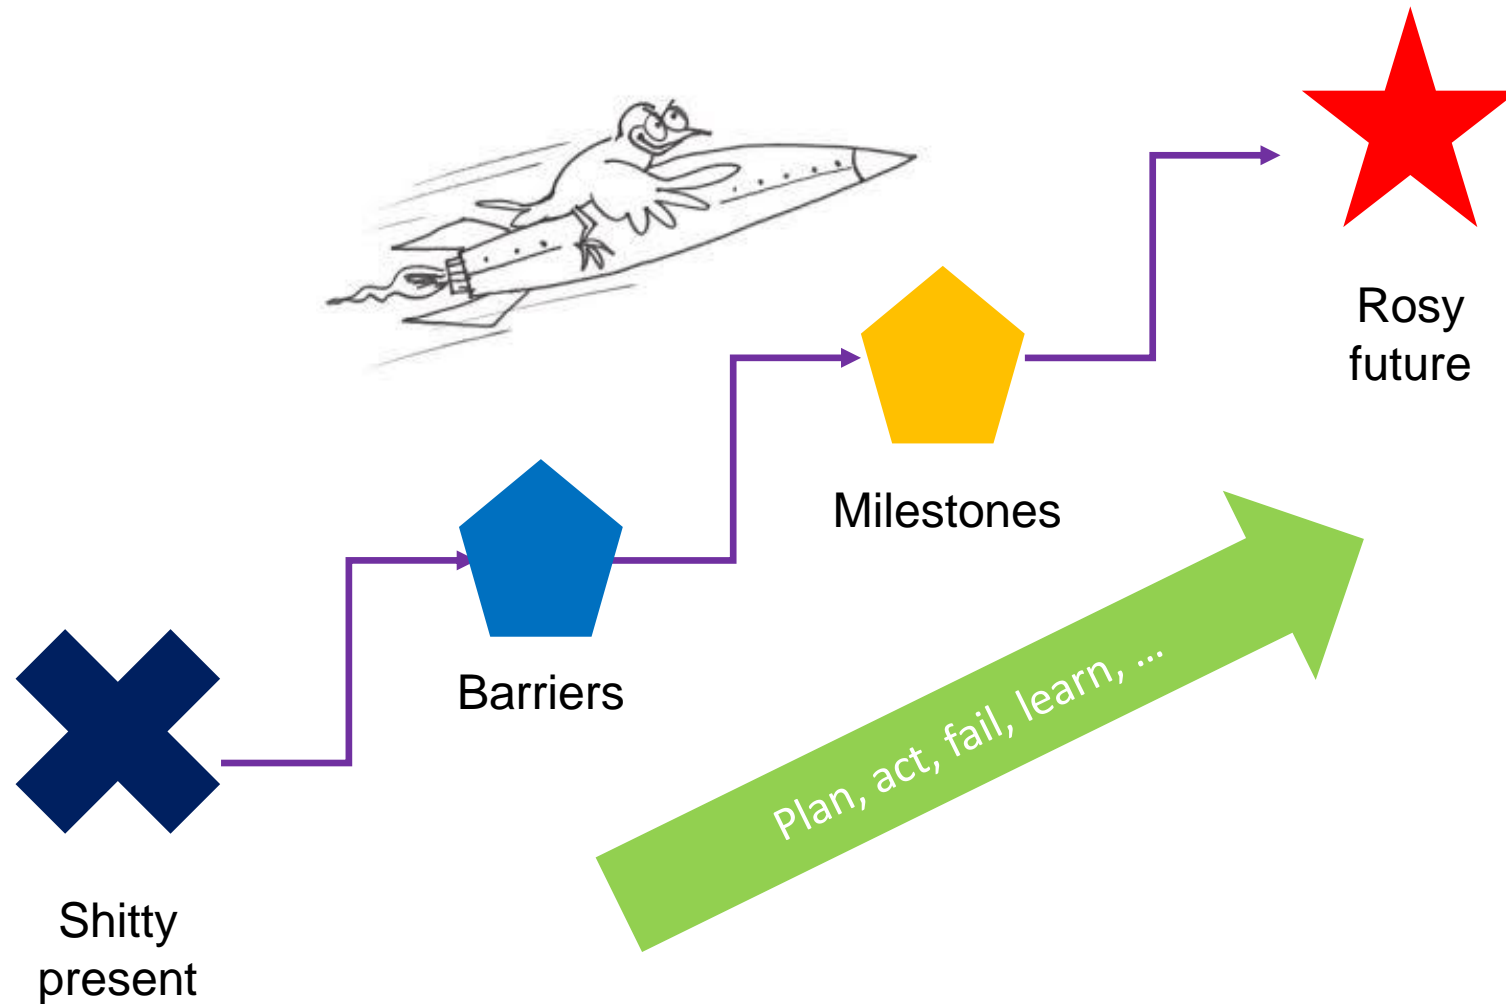 Rosy
future
Milestones
Barriers
Plan, act, fail, learn, ...
Shitty
present